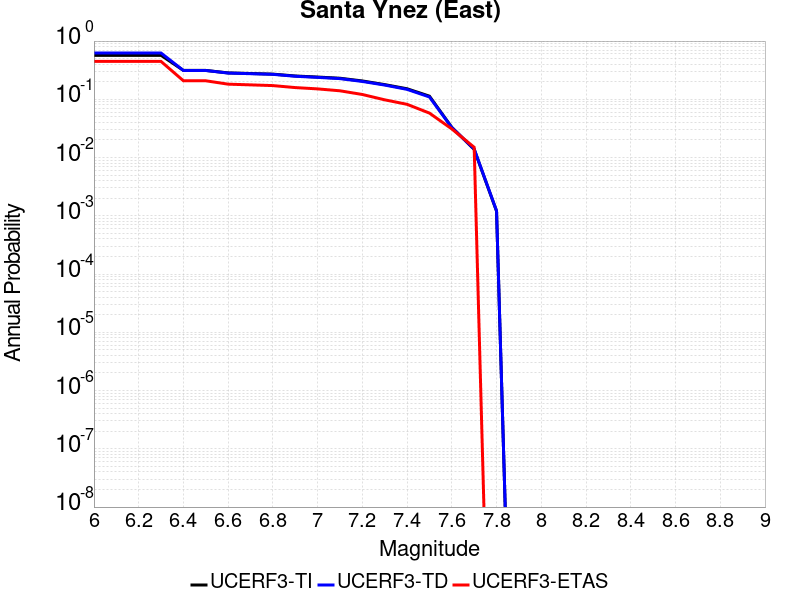 Santa Ynez (East)
10^0
10^-1
10^-2
10^-3
10^-4
10^-5
10^-6
10^-7
10^-8
Annual Probability
6 6.2 6.4 6.6 6.8 7 7.2 7.4 7.6 7.8 8 8.2 8.4 8.6 8.8 9
Magnitude
UCERF3-TI UCERF3-TD UCERF3-ETAS